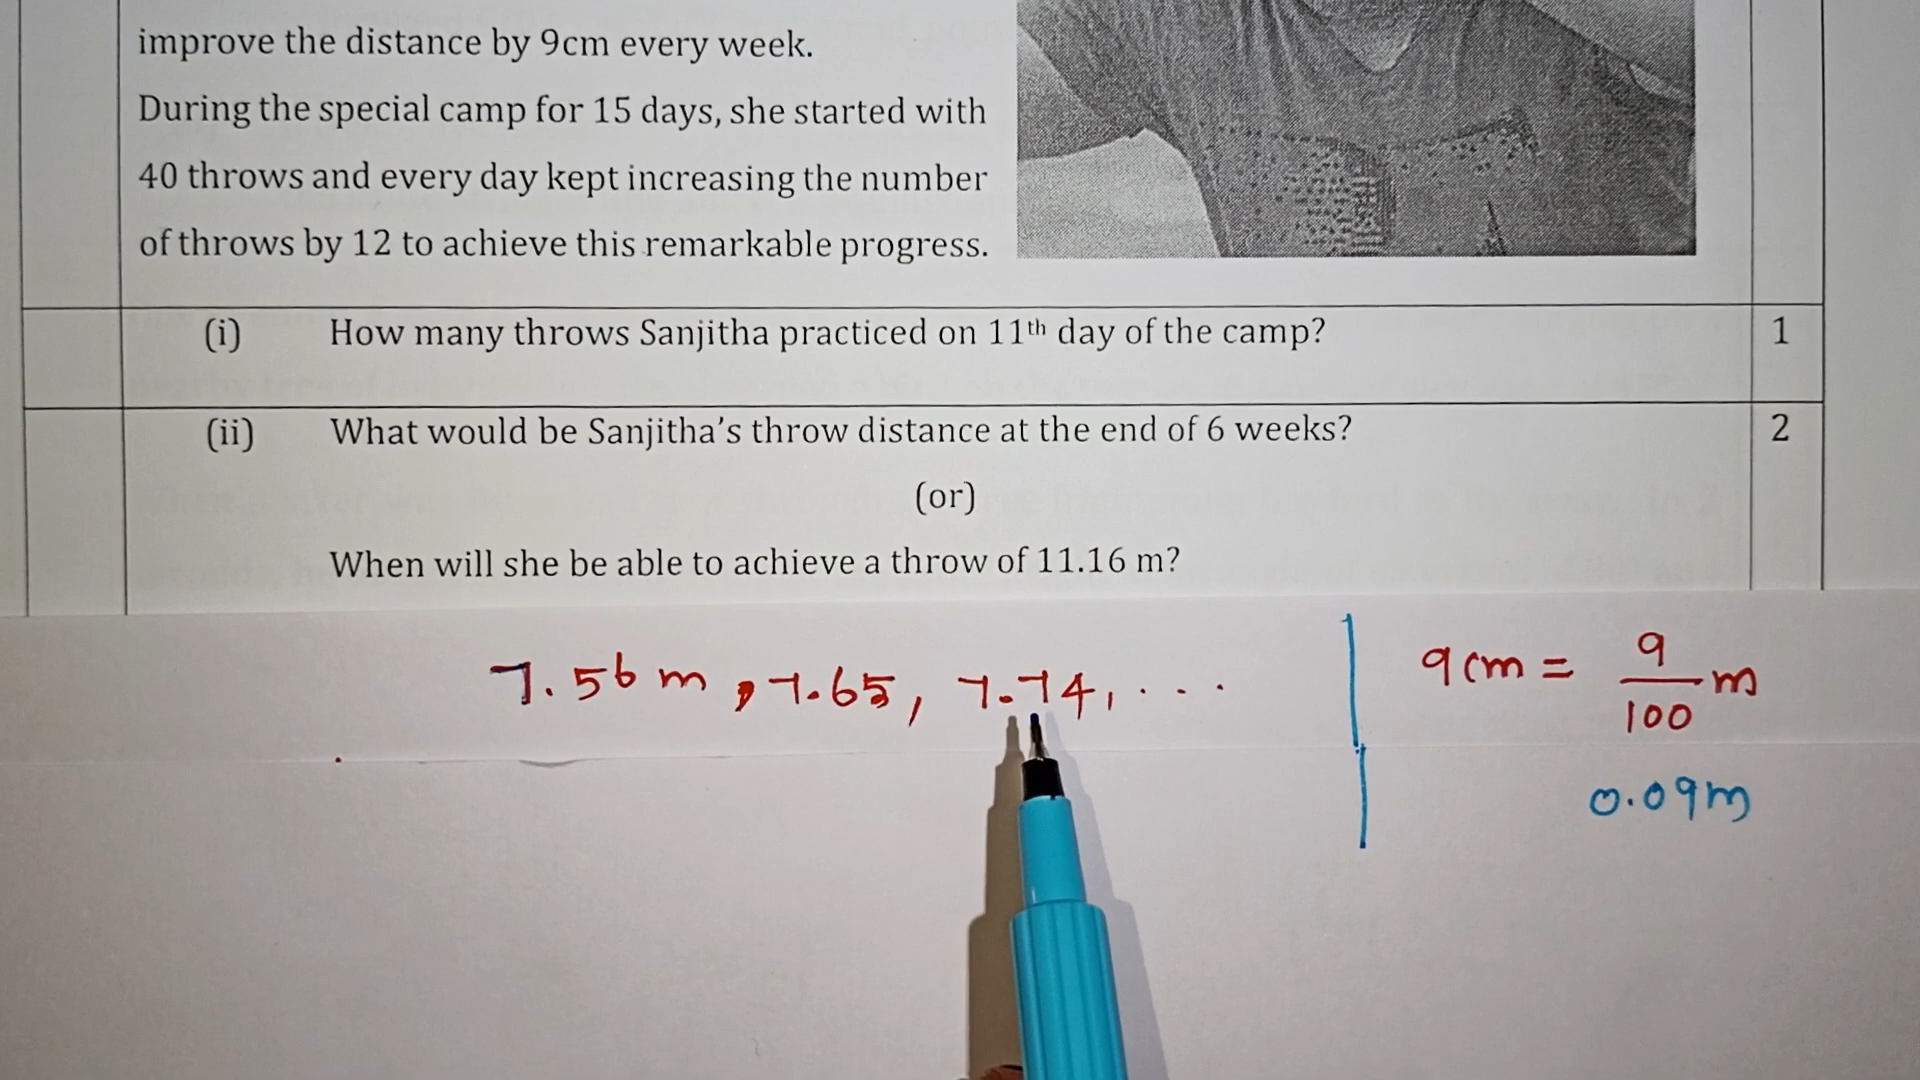 improve the distance by 9cm every week.
During the special camp for 15 days, she started with
40 throws and every day kept increasing the number
of throws by 12 to achieve this remarkable progress.
(i) How many throws Sanjitha practiced on 11th day of the camp? 1
(ii) What would be Sanjitha’s throw distance at the end of 6 weeks? 2
(or)
When will she be able to achieve a throw of 11.16 m?
7.56 m, 7.65, 7.74, ...
9cm = 9/100 m
0.09m